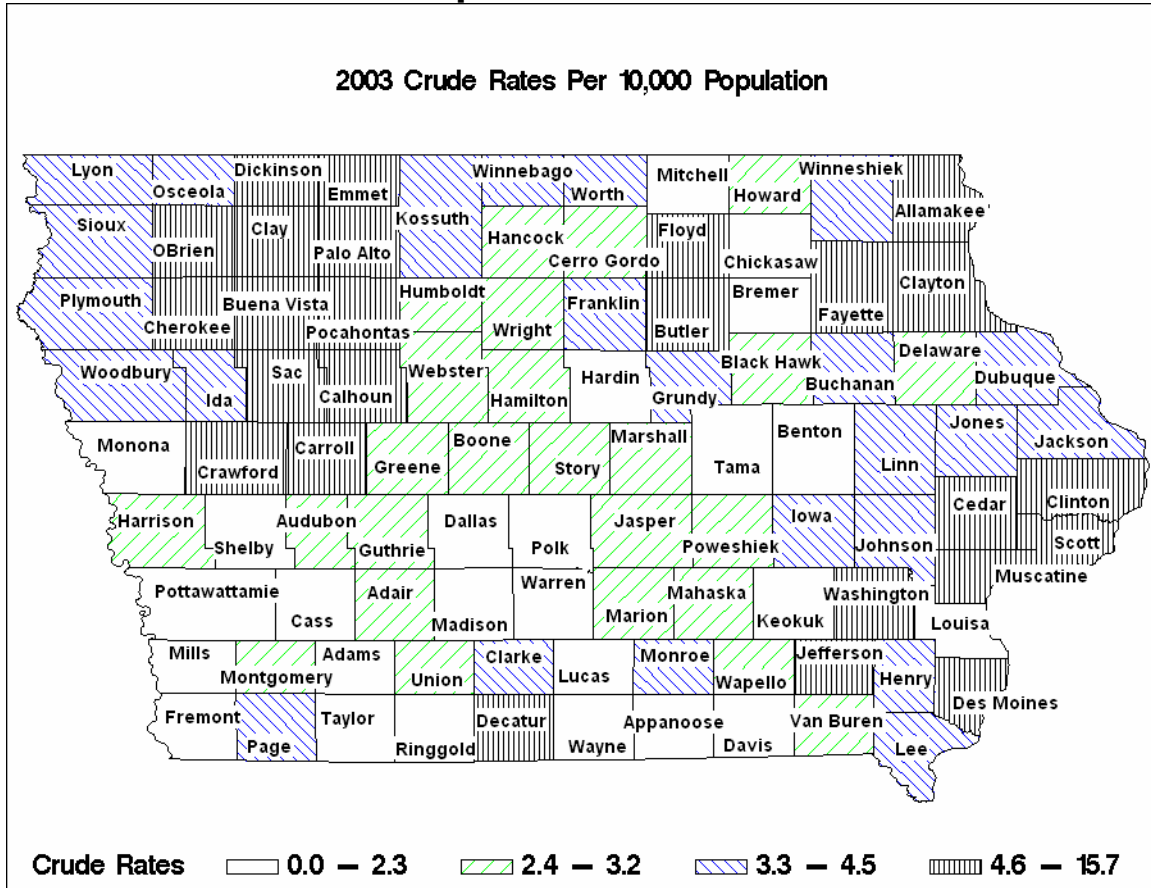 2003 Crude Rates Per 10,000 Population
Lyon
Osceola
Dickinson
Emmet
Winnebago
Worth
Mitchell
Howard
Winneshiek
Allamakee
Sioux
OBrien
Clay
Palo Alto
Kossuth
Hancock
Cerro Gordo
Floyd
Chickasaw
Fayette
Clayton
Plymouth
Cherokee
Buena Vista
Pocahontas
Humboldt
Wright
Franklin
Butler
Bremer
Woodbury
Ida
Sac
Calhoun
Webster
Hamilton
Hardin
Grundy
Black Hawk
Buchanan
Delaware
Dubuque
Monona
Crawford
Carroll
Greene
Boone
Story
Marshall
Tama
Benton
Linn
Jones
Jackson
Harrison
Shelby
Audubon
Guthrie
Dallas
Polk
Jasper
Poweshiek
Iowa
Johnson
Cedar
Clinton
Scott
Muscatine
Pottawattamie
Cass
Adair
Madison
Warren
Marion
Mahaska
Keokuk
Washington
Louisa
Mills
Montgomery
Adams
Union
Clarke
Lucas
Monroe
Wapello
Jefferson
Henry
Des Moines
Fremont
Page
Taylor
Ringgold
Decatur
Wayne
Appanoose
Davis
Van Buren
Lee
Crude Rates 0.0 – 2.3 2.4 – 3.2 3.3 – 4.5 4.6 – 15.7